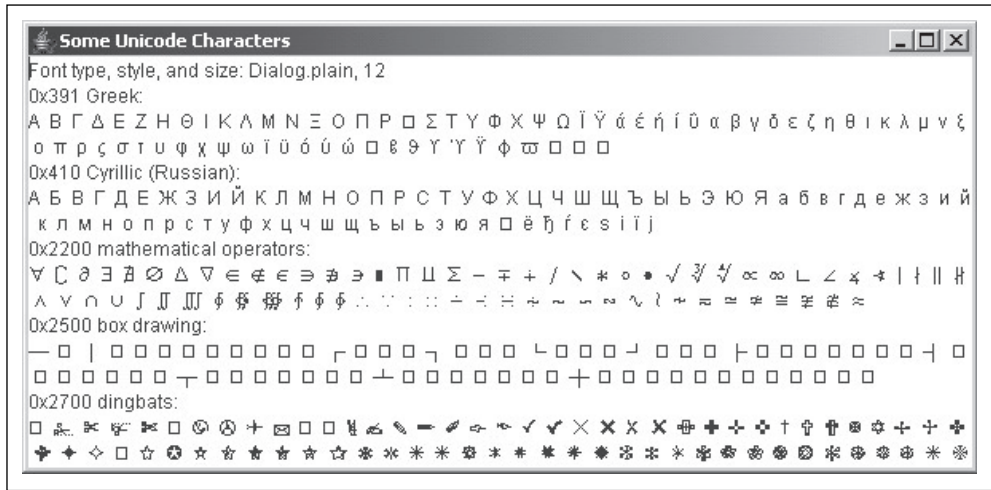 Some Unicode Characters
Font type, style, and size: Dialog.plain, 12
0x391 Greek:
Α Β Γ Δ Ε Ζ Η Θ Ι Κ Λ Μ Ν Ξ Ο Π Ρ □ Σ Τ Υ Φ Χ Ψ Ω Ϊ Ϋ ά έ ή ί ΰ α β γ δ ε ζ η θ ι κ λ μ ν ξ
ο π ρ ς σ τ υ φ χ ψ ω ϊ ϋ ό ύ ώ □ ϐ ϑ ϒ ϓ ϔ ϕ ϖ □ □ □
0x410 Cyrillic (Russian):
А Б В Г Д Е Ж З И Й К Л М Н О П Р С Т У Ф Х Ц Ч Ш Щ Ъ Ы Ь Э Ю Я а б в г д е ж з и й
к л м н о п р с т у ф х ц ч ш щ ъ ы ь э ю я □ ё ђ ѓ є ѕ і ї ј
0x2200 mathematical operators:
∀ ∁ ∂ ∃ ∄ ∅ ∆ ∇ ∈ ∉ ∊ ∋ ∌ ∍ ∎ ∏ ∐ ∑ − ∓ ∔ ∕ ∖ ∗ ∘ ∙ √ ∛ ∜ ∝ ∞ ∟ ∠ ∡ ∢ ∣ ∤ ∥ ∦
∧ ∨ ∩ ∪ ∫ ∬ ∭ ∮ ∯ ∰ ∱ ∲ ∳ ∴ ∵ ∶ ∷ ∸ ∹ ∺ ∻ ∼ ∽ ∾ ∿ ≀ ≁ ≂ ≃ ≄ ≅ ≆ ≇ ≈
0x2500 box drawing:
─ □ │ □ □ □ □ □ □ □ □ □ ┌ □ □ □ ┐ □ □ □ └ □ □ □ ┘ □ □ □ ├ □ □ □ □ □ □ □ ┤ □
□ □ □ □ □ □ ┬ □ □ □ □ □ □ □ ┴ □ □ □ □ □ □ □ ┼ □ □ □ □ □ □ □ □ □ □ □ □
0x2700 dingbats:
□ ✁ ✂ ✃ ✄ □ ✆ ✇ ✈ ✉ □ □ ✌ ✍ ✎ ✏ ✐ ✑ ✒ ✓ ✔ ✕ ✖ ✗ ✘ ✙ ✚ ✛ ✜ ✝ ✞ ✟ ✠ ✡ ✢ ✣ ✤
✥ ✦ ✧ □ ✩ ✪ ✫ ✬ ✭ ✮ ✯ ✰ ✱ ✲ ✳ ✴ ✵ ✶ ✷ ✸ ✹ ✺ ✻ ✼ ✽ ✾ ✿ ❀ ❁ ❂ ❃ ❄ ❅ ❆ ❇ ❈